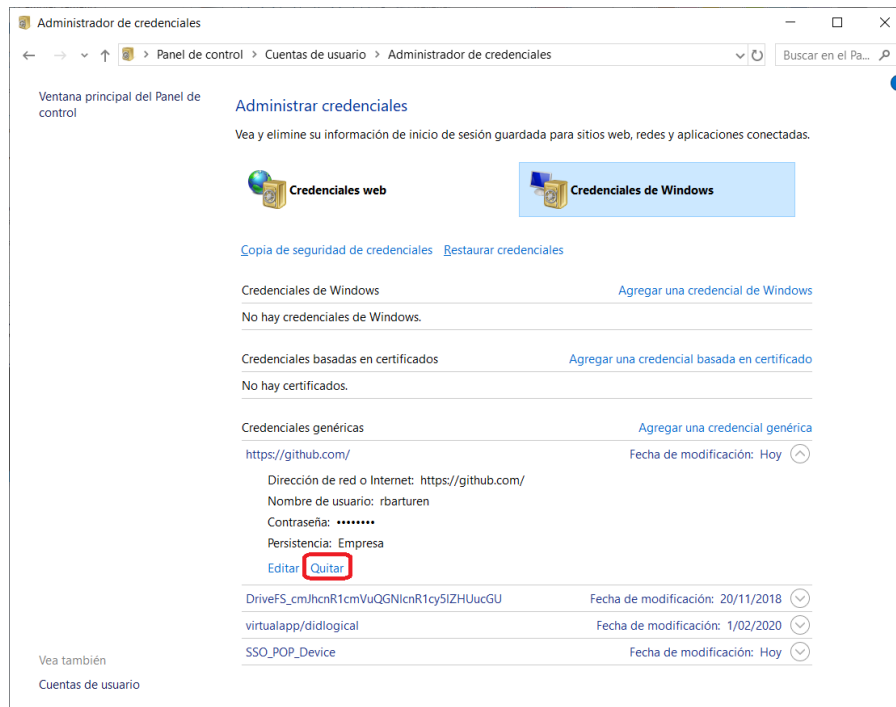 Administrador de credenciales
Panel de control > Cuentas de usuario > Administrador de credenciales
Buscar en el Pa...
Ventana principal del Panel de
control
Administrar credenciales
Vea y elimine su información de inicio de sesión guardada para sitios web, redes y aplicaciones conectadas.
Credenciales web
Credenciales de Windows
Copia de seguridad de credenciales Restaurar credenciales
Credenciales de Windows Agregar una credencial de Windows
No hay credenciales de Windows.
Credenciales basadas en certificados Agregar una credencial basada en certificado
No hay certificados.
Credenciales genéricas Agregar una credencial genérica
https://github.com/ Fecha de modificación: Hoy
Dirección de red o Internet: https://github.com/
Nombre de usuario: rbarturen
Contraseña: ••••••••
Persistencia: Empresa
Editar Quitar
DriveFS_cmJhcnR1cmVuQGNlcnR1cy5lZHUucGU Fecha de modificación: 20/11/2018
virtualapp/didlogical Fecha de modificación: 1/02/2020
SSO_POP_Device Fecha de modificación: Hoy
Vea también
Cuentas de usuario